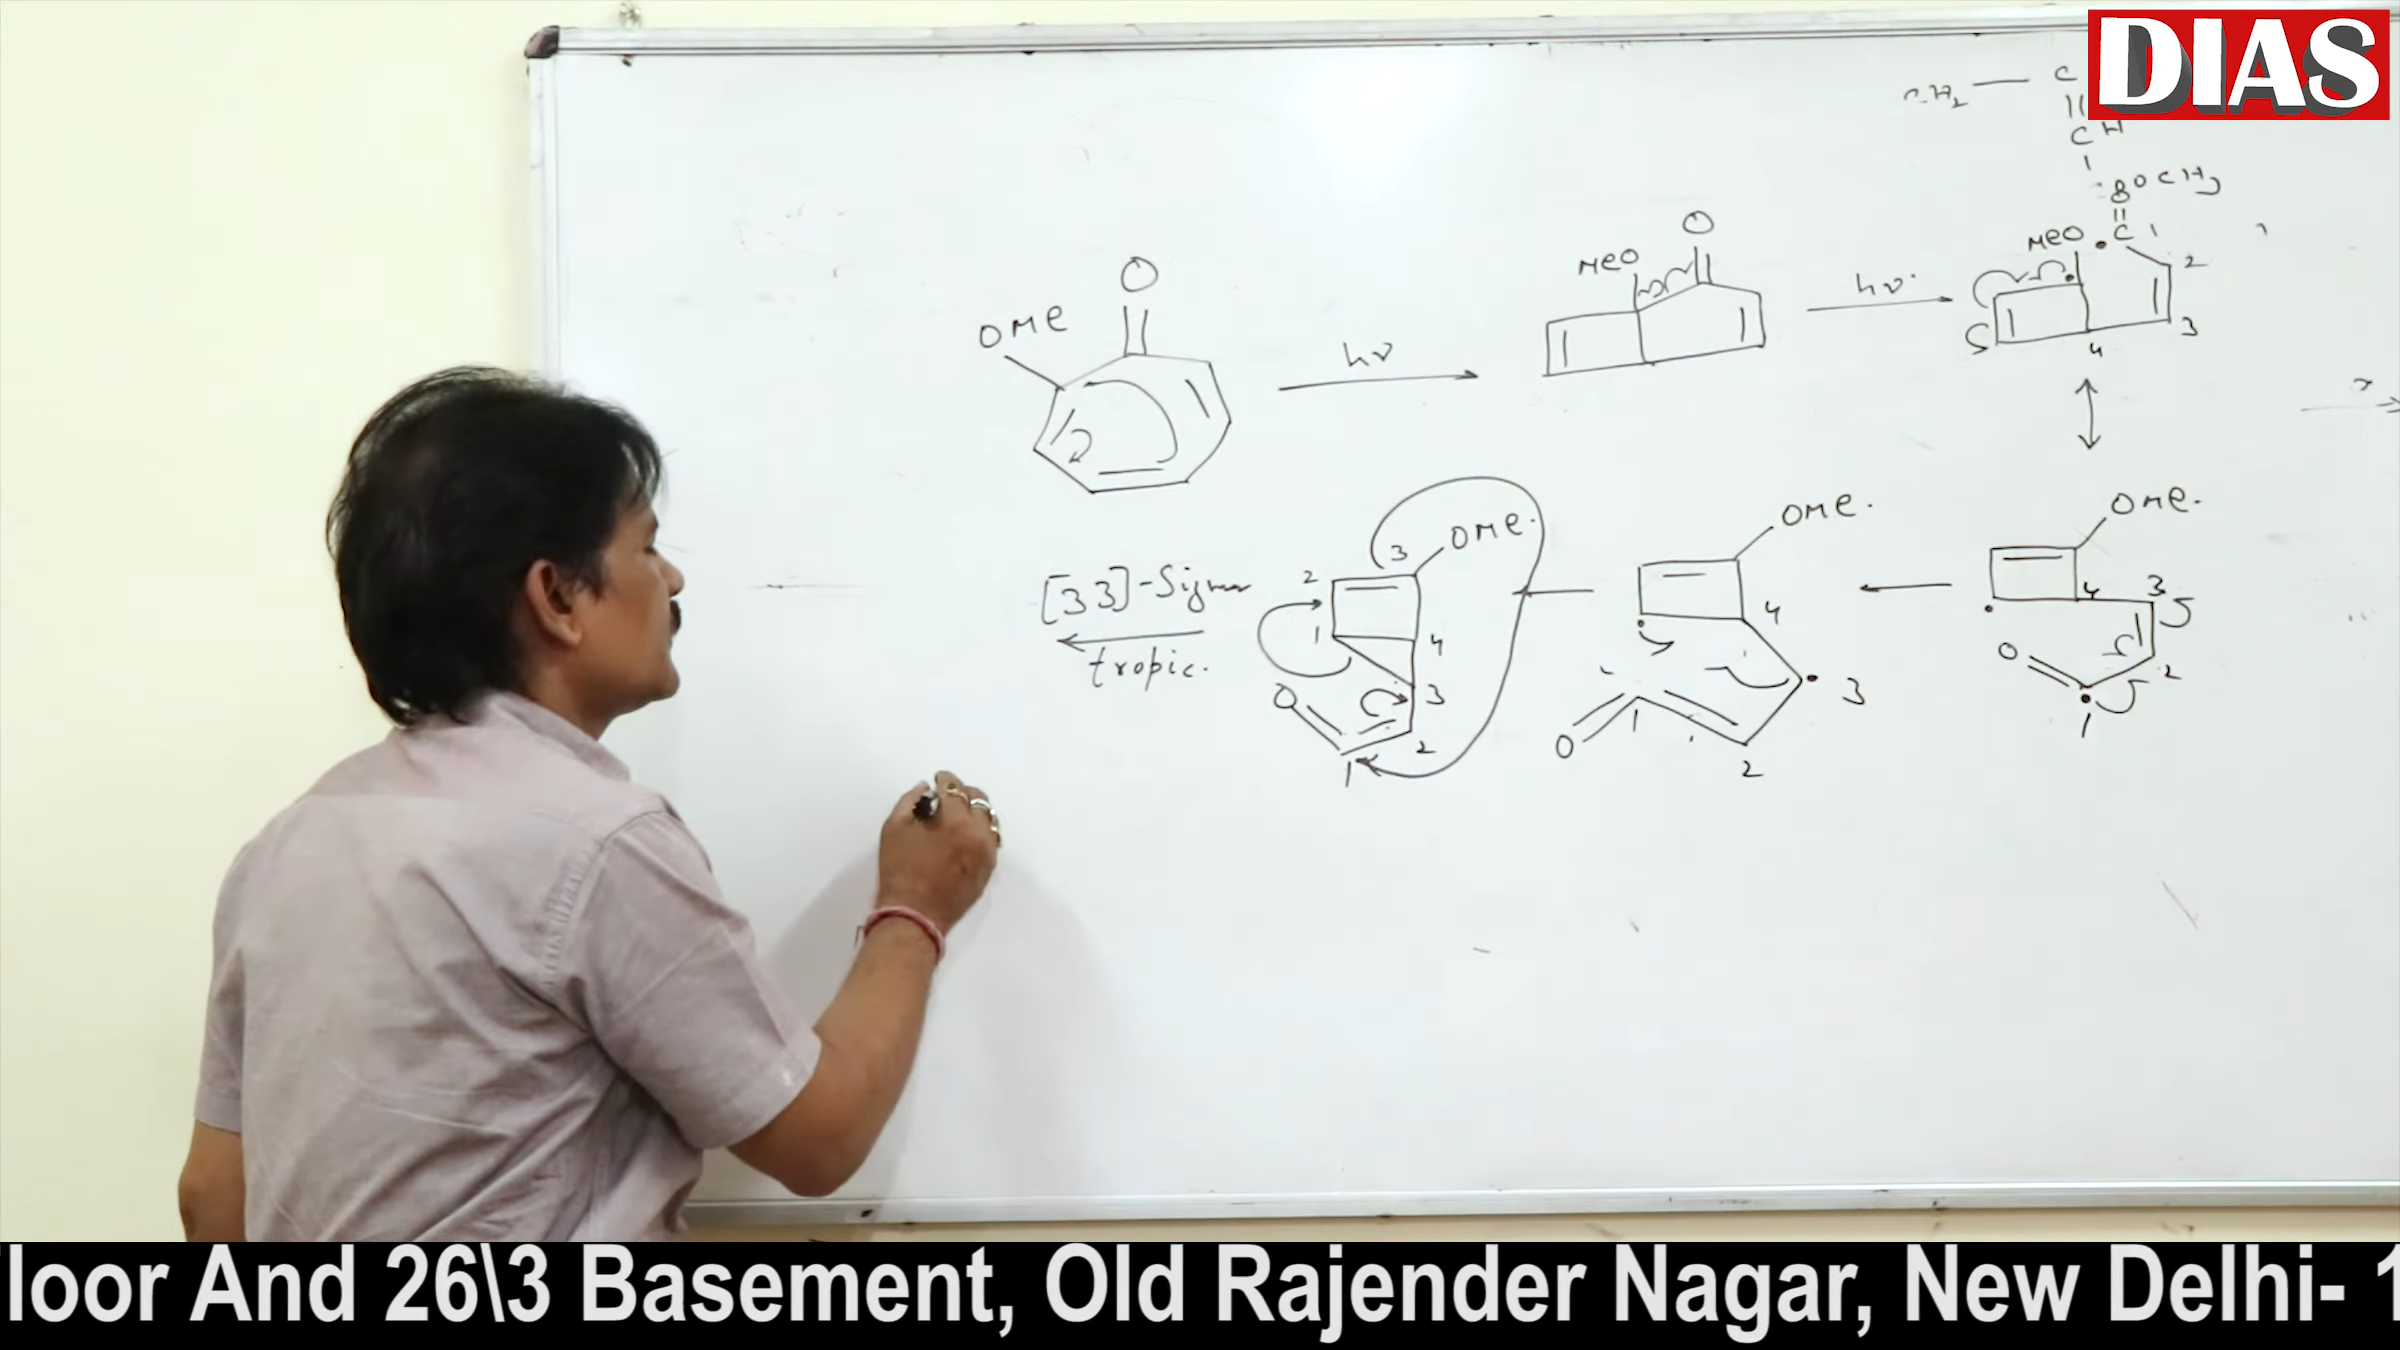 DIAS
CH2 — C
||
CH
OCH3
MeO
C
1
2
3
4
O
OMe
hν
O
MeO
hν
OMe
[3 3]-Sigma
tropic.
2
3
OMe.
1
4
3
O
2
1
OMe.
4
3
O
1
2
OMe.
4
3
O
2
1
loor And 26\3 Basement, Old Rajender Nagar, New Delhi- 1